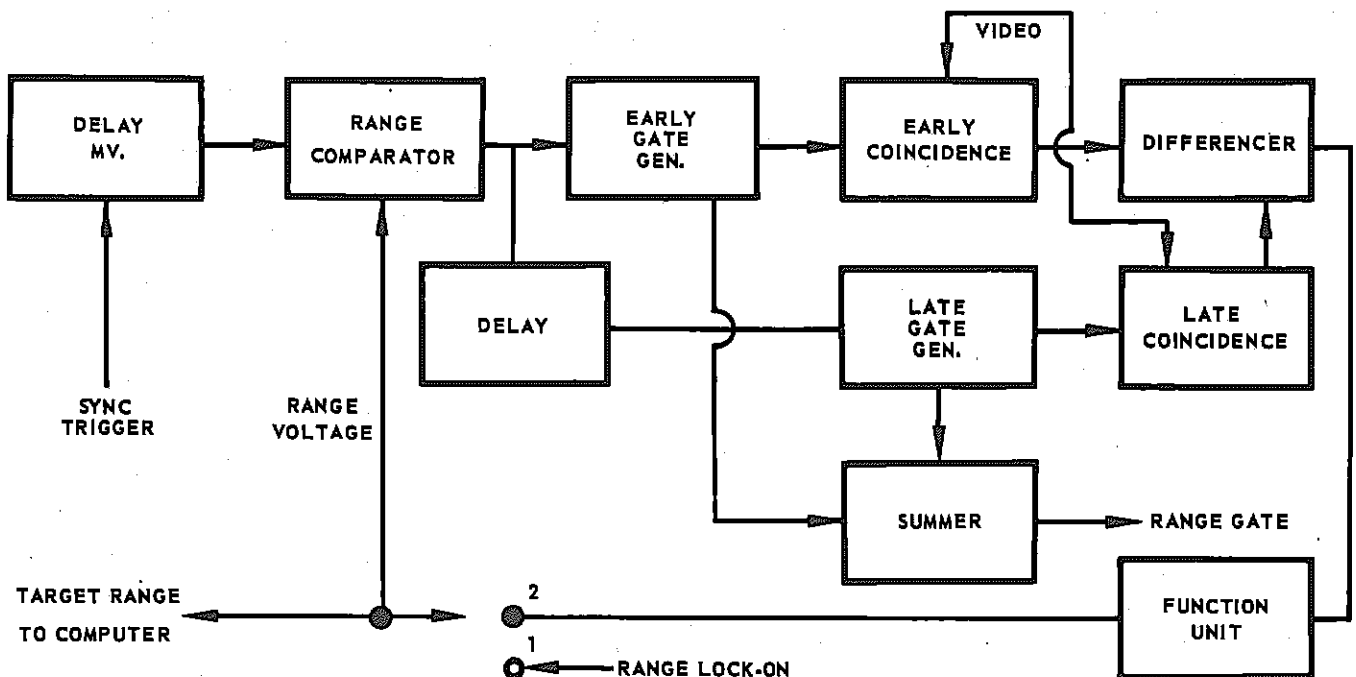 VIDEO
DELAY
MV.
RANGE
COMPARATOR
EARLY
GATE
GEN.
EARLY
COINCIDENCE
DIFFERENCER
DELAY
LATE
GATE
GEN.
LATE
COINCIDENCE
SYNC
TRIGGER
RANGE
VOLTAGE
SUMMER
RANGE GATE
TARGET RANGE
TO COMPUTER
2
1
RANGE LOCK-ON
FUNCTION
UNIT